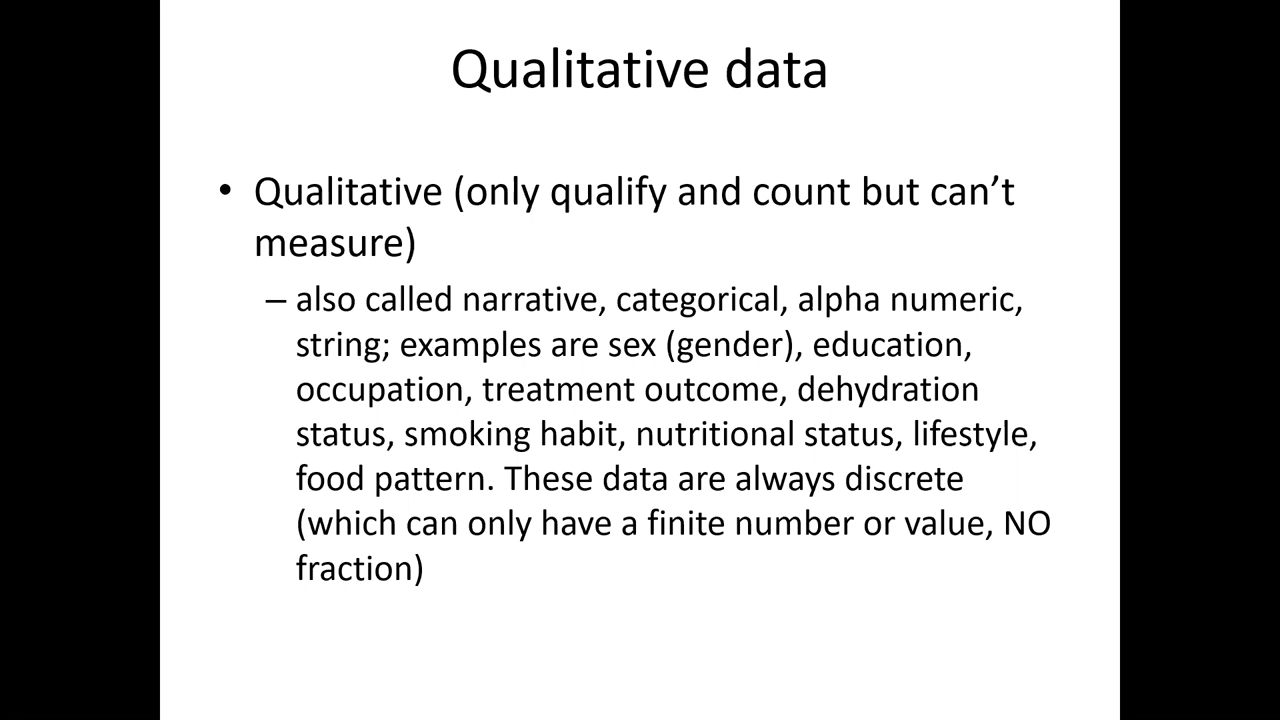 Qualitative data
• Qualitative (only qualify and count but can’t
measure)
– also called narrative, categorical, alpha numeric,
string; examples are sex (gender), education,
occupation, treatment outcome, dehydration
status, smoking habit, nutritional status, lifestyle,
food pattern. These data are always discrete
(which can only have a finite number or value, NO
fraction)